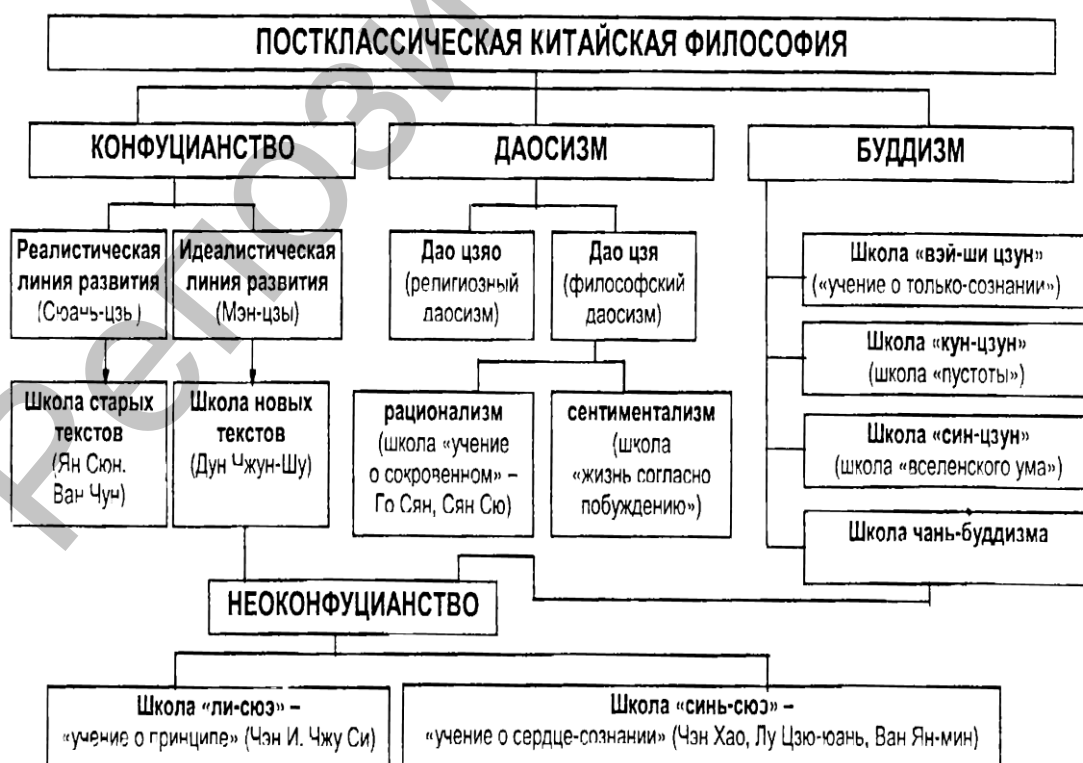 ПОСТКЛАССИЧЕСКАЯ КИТАЙСКАЯ ФИЛОСОФИЯ
КОНФУЦИАНСТВО
ДАОСИЗМ
БУДДИЗМ
Реалистическая
линия развития
(Сюань-цзь)
Идеалистическая
линия развития
(Мэн-цзы)
Дао цзяо
(религиозный
даосизм)
Дао цзя
(философский
даосизм)
Школа «вэй-ши цзун»
(«учение о только-сознании»)
Школа «кун-цзун»
(школа «пустоты»)
Школа «син-цзун»
(школа «вселенского ума»)
Школа чань-буддизма
Школа старых
текстов
(Ян Сюн.
Ван Чун)
Школа новых
текстов
(Дун Чжун-Шу)
рационализм
(школа «учение
о сокровенном» –
Го Сян, Сян Сю)
сентиментализм
(школа
«жизнь согласно
побуждению»)
НЕОКОНФУЦИАНСТВО
Школа «ли-сюэ» –
«учение о принципе» (Чэн И. Чжу Си)
Школа «синь-сюэ» –
«учение о сердце-сознании» (Чэн Хао, Лу Цзю-юань, Ван Ян-мин)
Репози